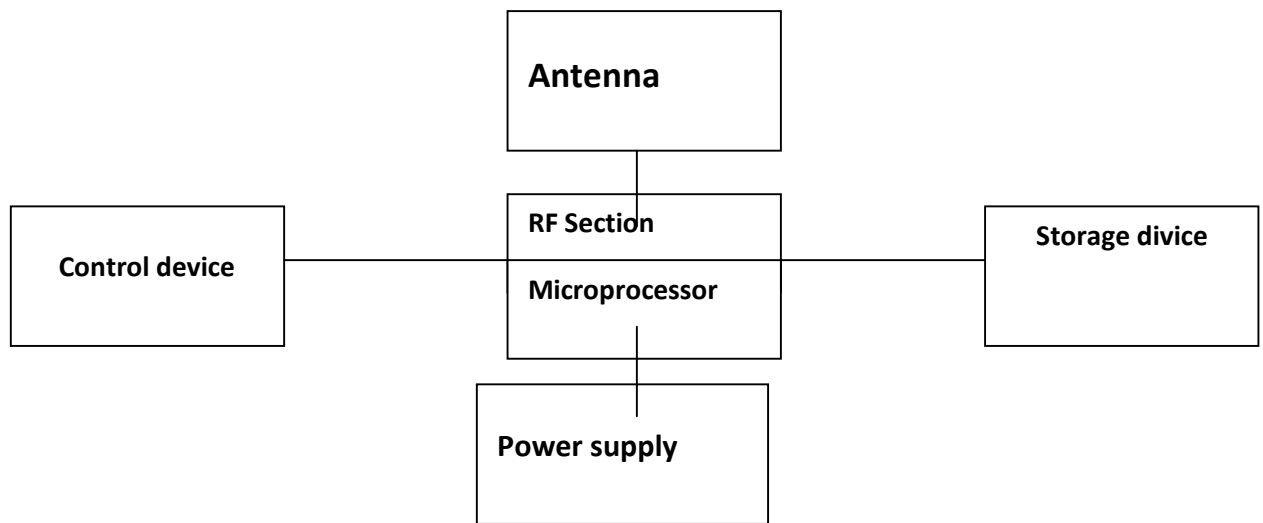 Antenna
RF Section
Control device
Storage divice
Microprocessor
Power supply